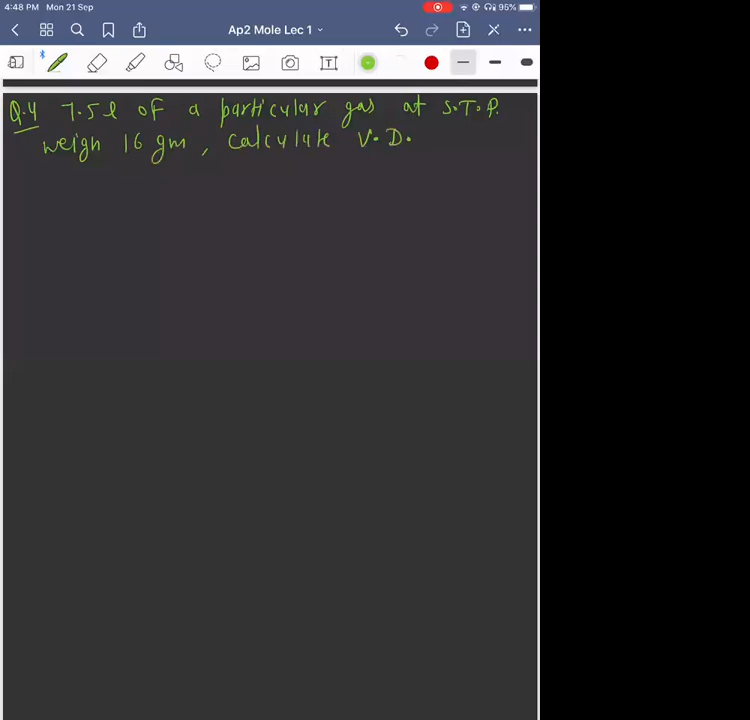 4:48 PM Mon 21 Sep
95%
Ap2 Mole Lec 1
Q.4 7.5 l of a particular gas at S.T.P.
weigh 16 gm, calculate V.D.